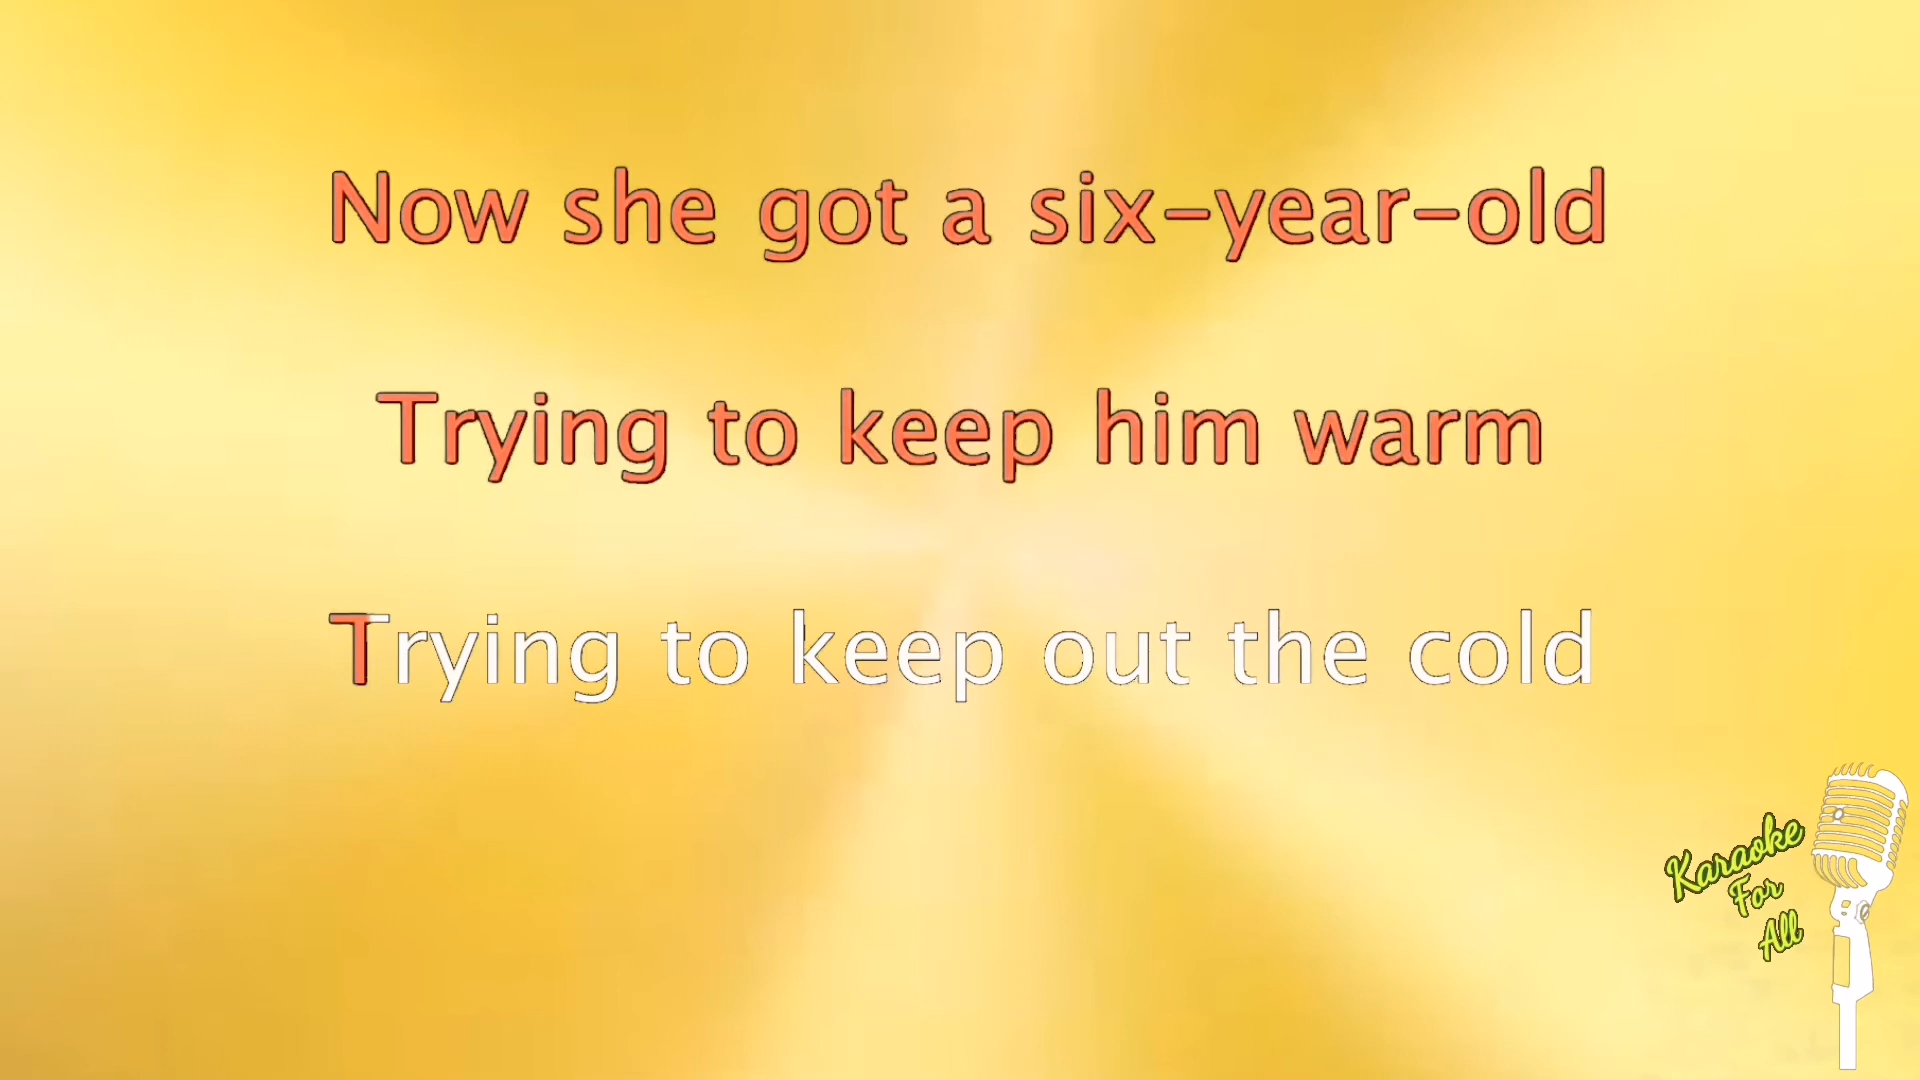 Now she got a six-year-old
Trying to keep him warm
Trying to keep out the cold
Karaoke
For
All